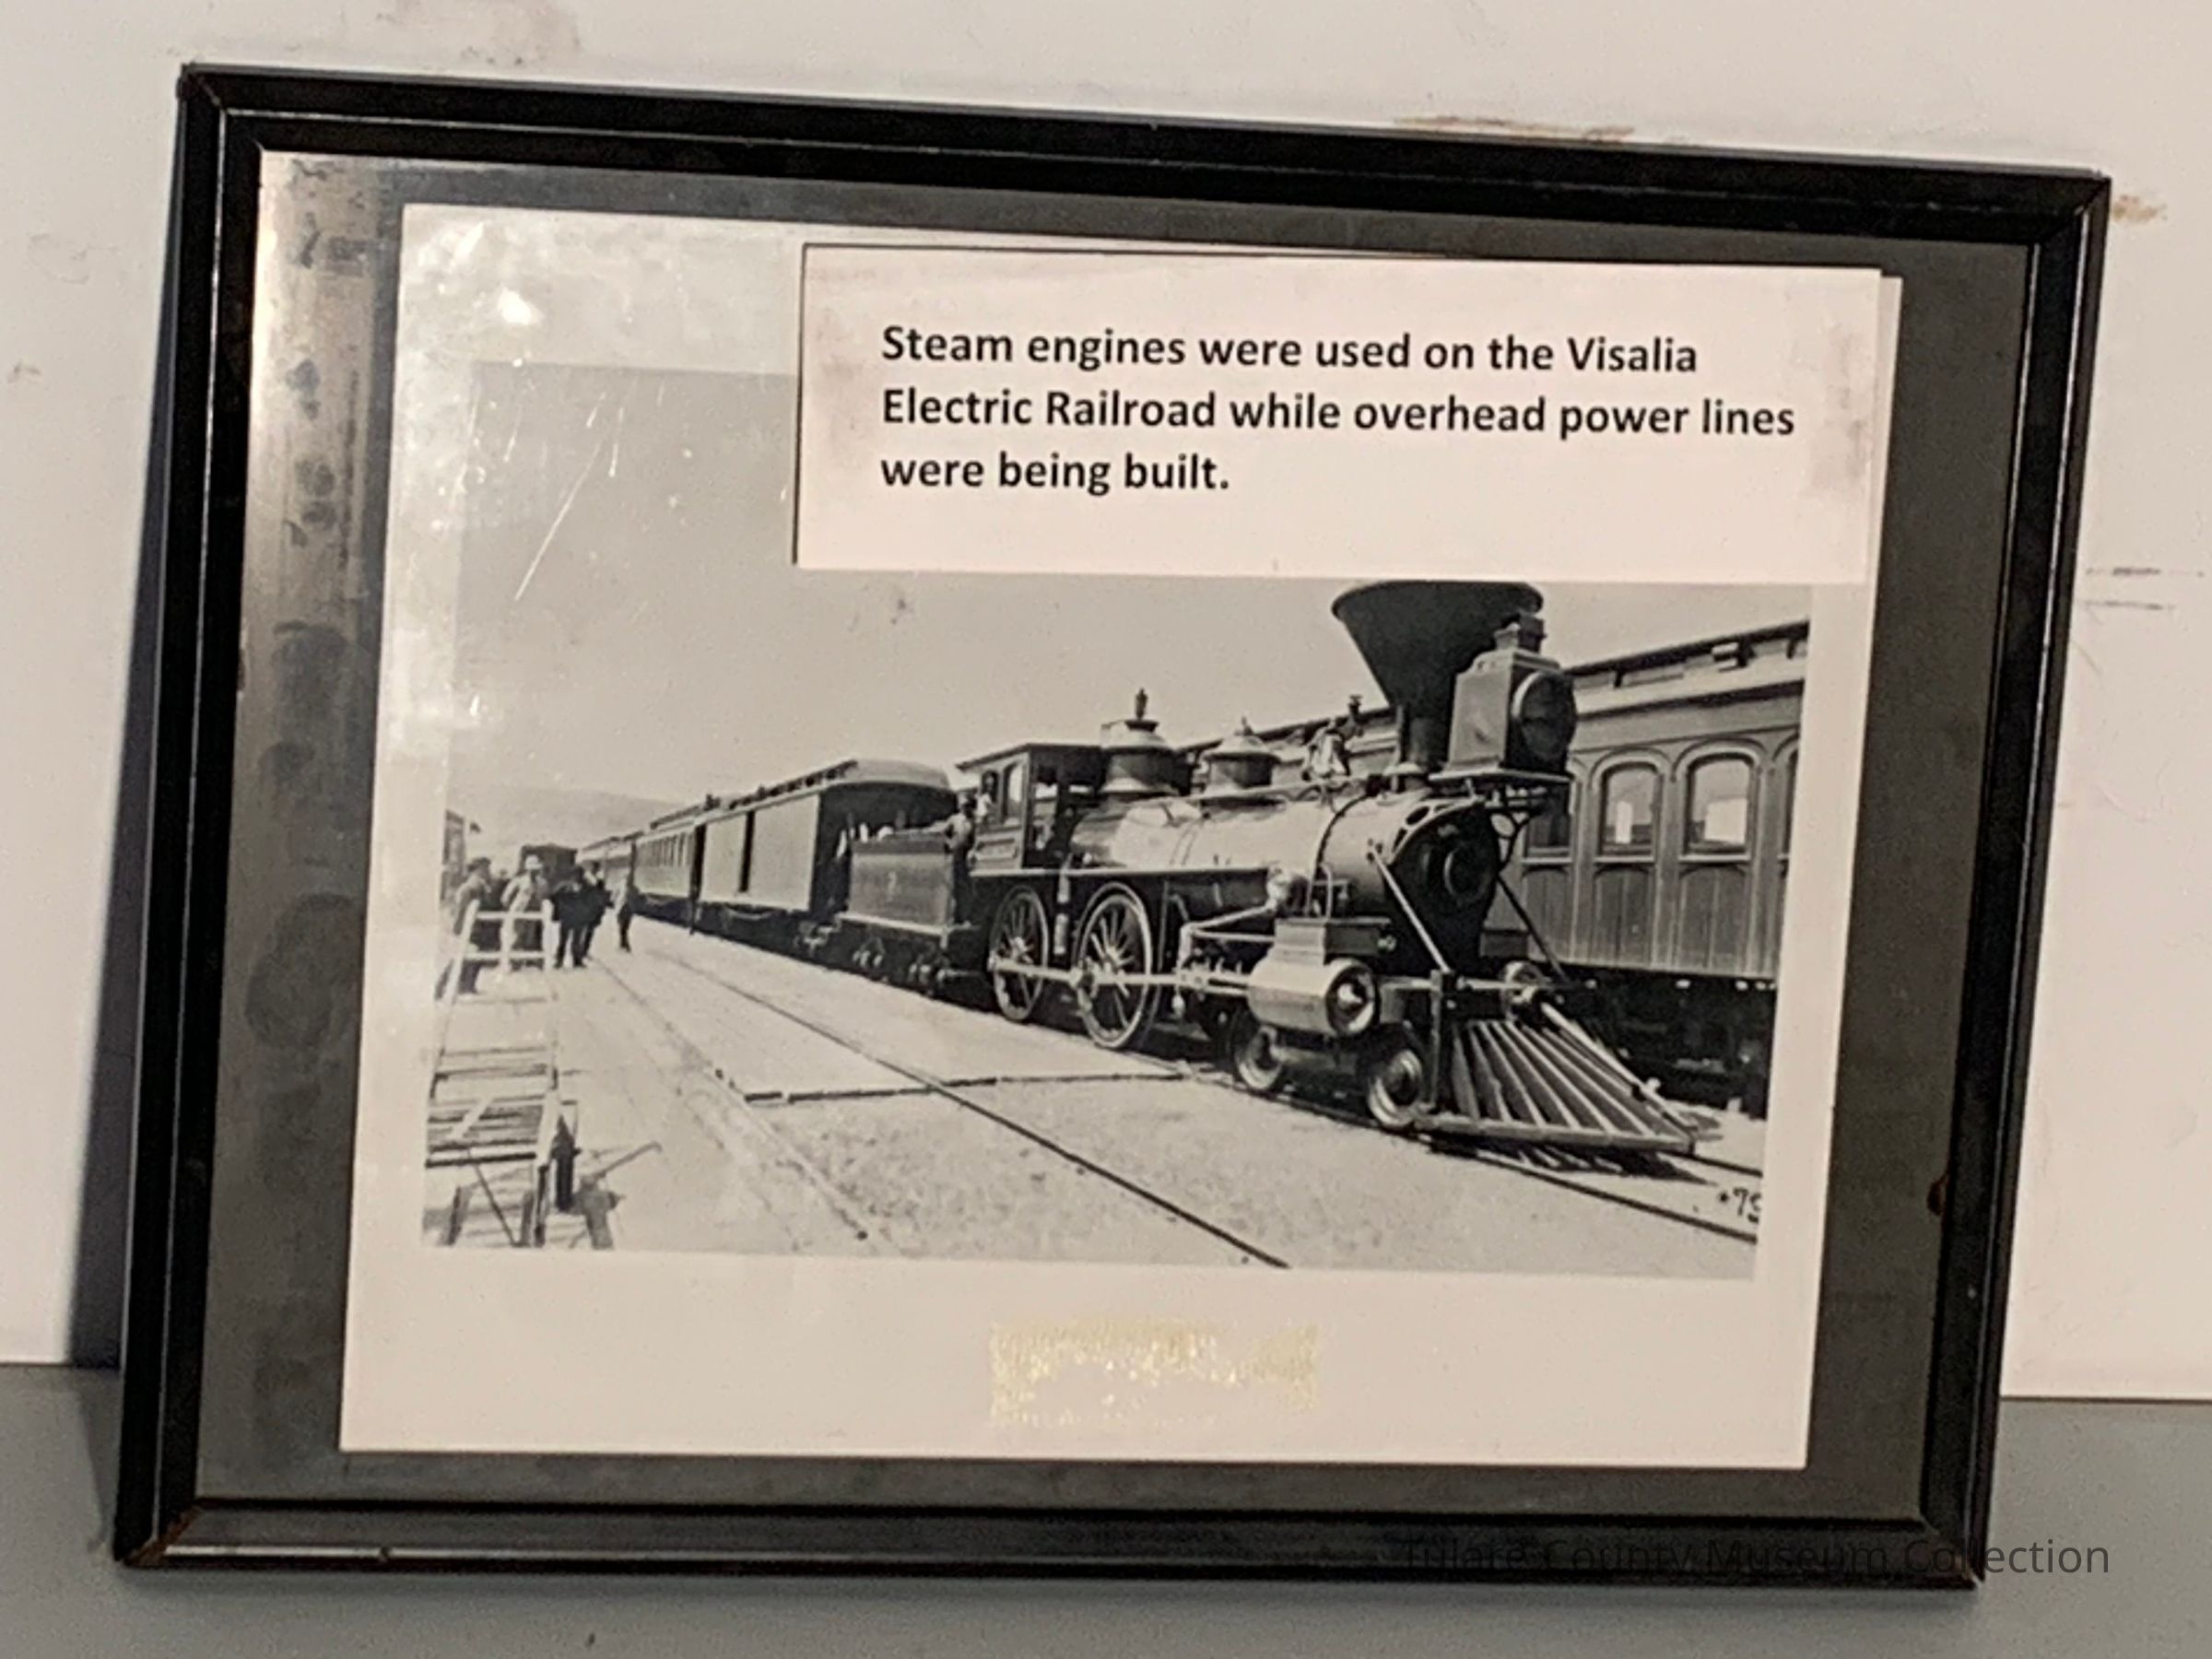 Steam engines were used on the Visalia
Electric Railroad while overhead power lines
were being built.
Tulare County Museum Collection